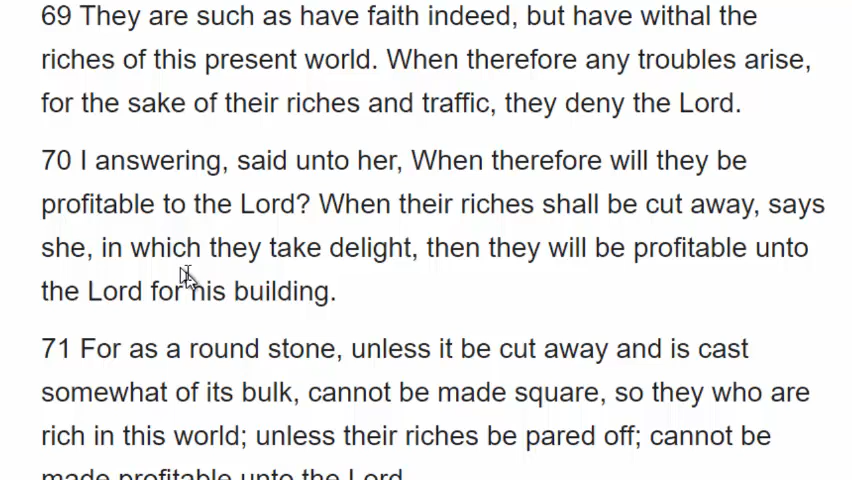 69 They are such as have faith indeed, but have withal the
riches of this present world. When therefore any troubles arise,
for the sake of their riches and traffic, they deny the Lord.
70 I answering, said unto her, When therefore will they be
profitable to the Lord? When their riches shall be cut away, says
she, in which they take delight, then they will be profitable unto
the Lord for his building.
71 For as a round stone, unless it be cut away and is cast
somewhat of its bulk, cannot be made square, so they who are
rich in this world; unless their riches be pared off; cannot be
made profitable unto the Lord